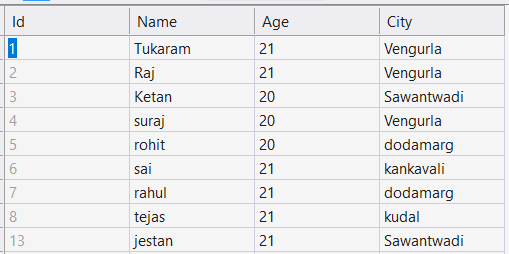 Id Name Age City
1 Tukaram 21 Vengurla
2 Raj 21 Vengurla
3 Ketan 20 Sawantwadi
4 suraj 20 Vengurla
5 rohit 20 dodamarg
6 sai 21 kankavali
7 rahul 21 dodamarg
8 tejas 21 kudal
13 jestan 21 Sawantwadi